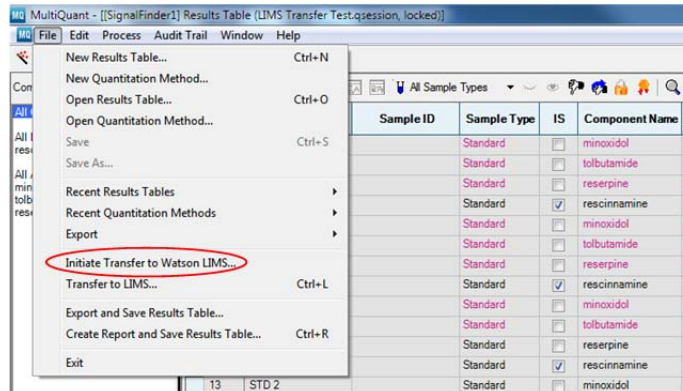 MQ MultiQuant - [[SignalFinder1] Results Table (LIMS Transfer Test.qsession, locked)]
MQ File Edit Process Audit Trail Window Help
New Results Table... Ctrl+N
New Quantitation Method...
Open Results Table... Ctrl+O
Open Quantitation Method...
Save Ctrl+S
Save As...
Recent Results Tables
Recent Quantitation Methods
Export
Initiate Transfer to Watson LIMS...
Transfer to LIMS... Ctrl+L
Export and Save Results Table...
Create Report and Save Results Table... Ctrl+R
Exit
All Sample Types
Sample ID Sample Type IS Component Name
Standard minoxidol
Standard tolbutamide
Standard reserpine
Standard rescinnamine
Standard minoxidol
Standard tolbutamide
Standard reserpine
Standard rescinnamine
Standard minoxidol
Standard tolbutamide
Standard reserpine
Standard rescinnamine
13 STD 2 Standard minoxidol